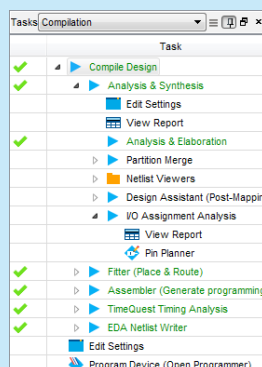 Tasks Compilation
Task
Compile Design
Analysis & Synthesis
Edit Settings
View Report
Analysis & Elaboration
Partition Merge
Netlist Viewers
Design Assistant (Post-Mappin
I/O Assignment Analysis
View Report
Pin Planner
Fitter (Place & Route)
Assembler (Generate programming
TimeQuest Timing Analysis
EDA Netlist Writer
Edit Settings
Program Device (Open Programmer)